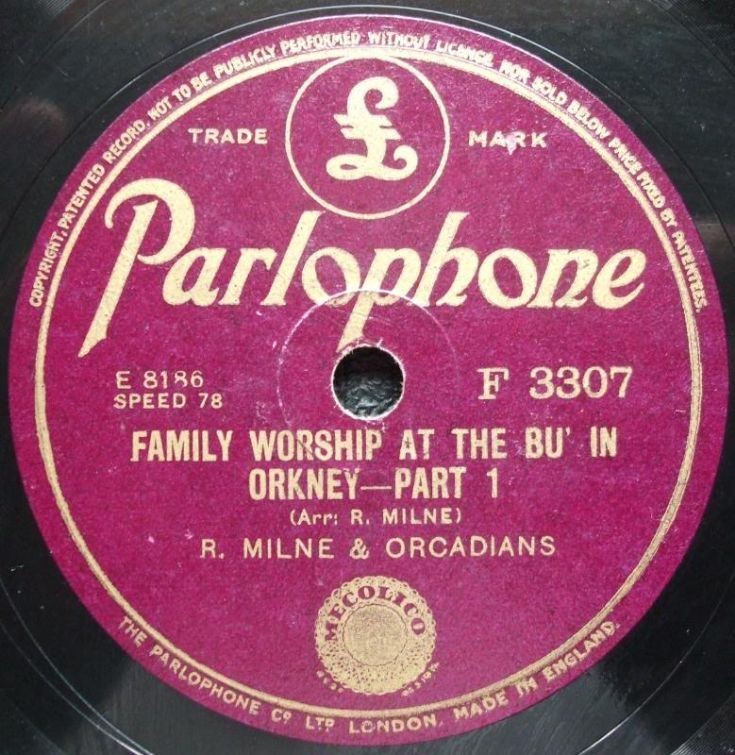 COPYRIGHT, PATENTED RECORD, NOT TO BE PUBLICLY PERFORMED WITHOUT LICENCE, NOR SOLD BELOW PRICE FIXED BY PATENTEES.
TRADE £ MARK
Parlophone
E 8186
SPEED 78
F 3307
FAMILY WORSHIP AT THE BU' IN
ORKNEY—PART 1
(Arr: R. MILNE)
R. MILNE & ORCADIANS
MECOLICO
THE PARLOPHONE Cº LTD LONDON. MADE IN ENGLAND.